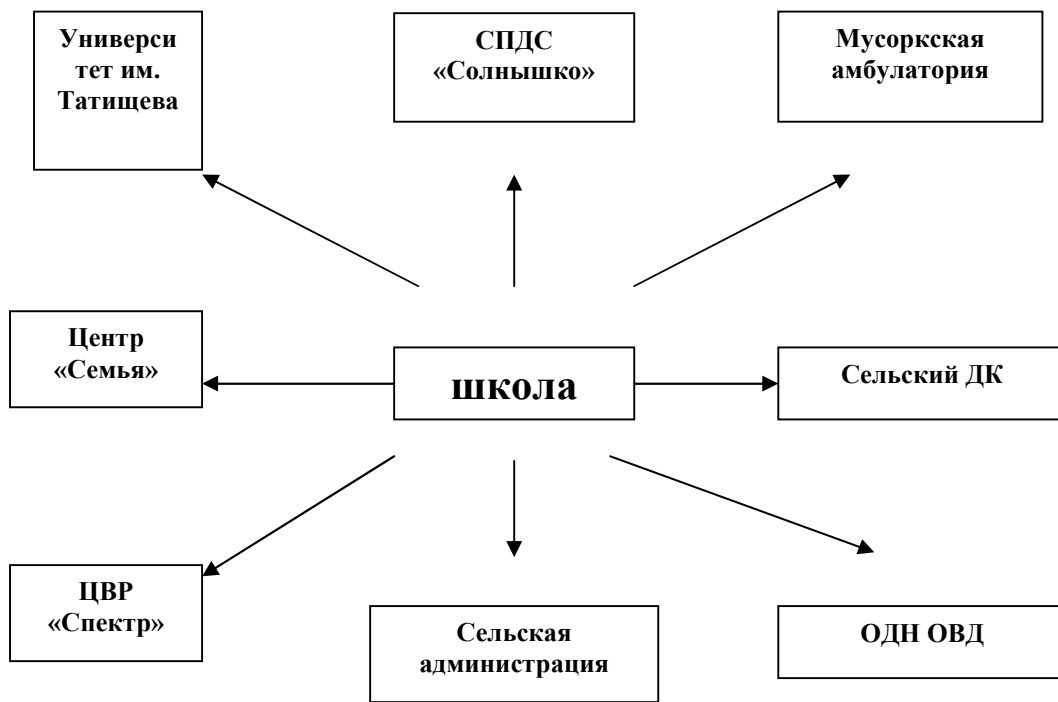 Универси
тет им.
Татищева
СПДС
«Солнышко»
Мусоркская
амбулатория
Центр
«Семья»
школа
Сельский ДК
ЦВР
«Спектр»
Сельская
администрация
ОДН ОВД